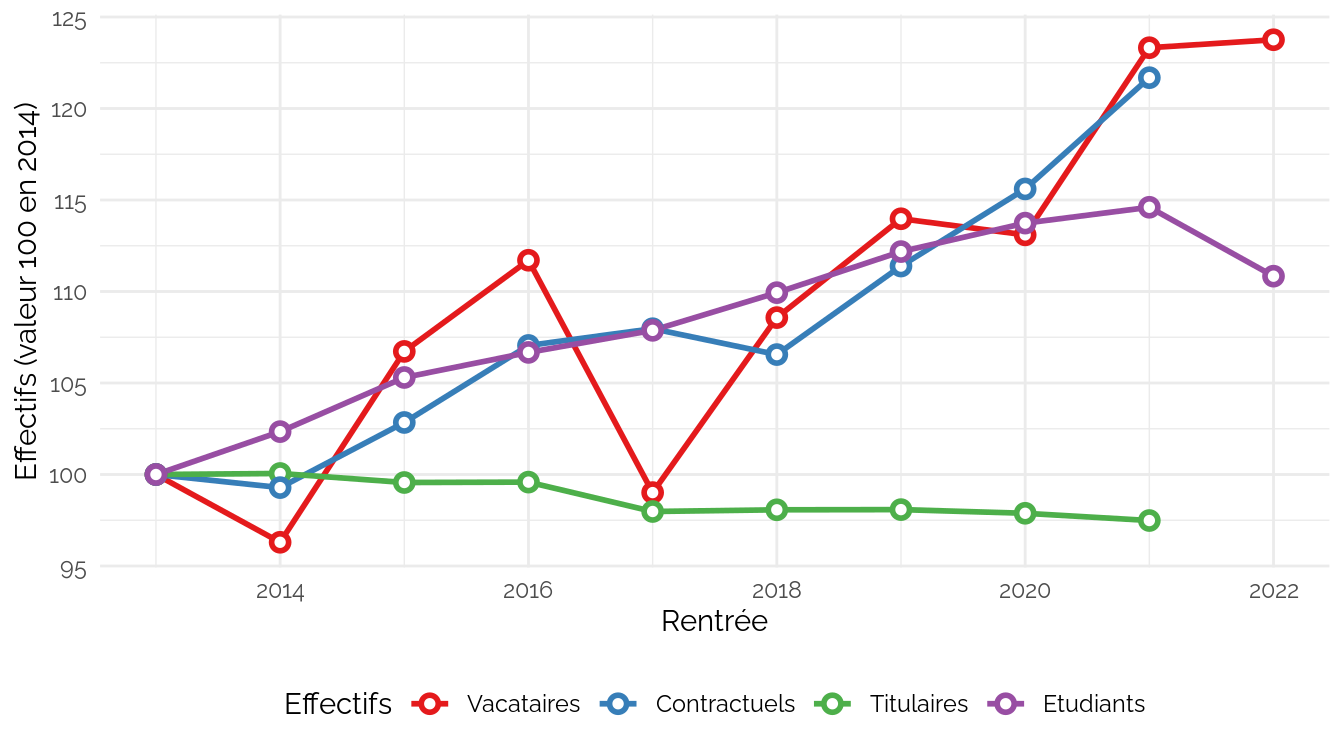 125
120
115
110
105
100
95
Effectifs (valeur 100 en 2014)
2014 2016 2018 2020 2022
Rentrée
Effectifs Vacataires Contractuels Titulaires Etudiants